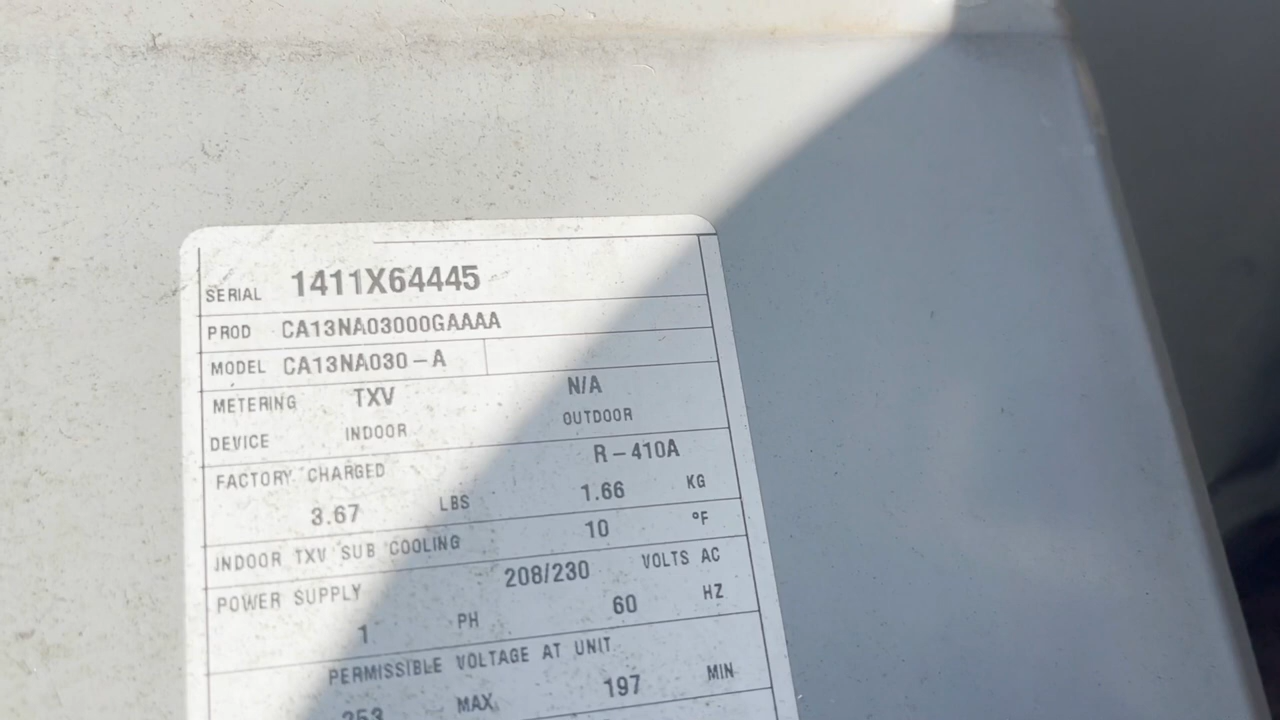 SERIAL 1411X64445
PROD CA13NA03000GAAAA
MODEL CA13NA030-A
METERING TXV N/A
DEVICE INDOOR OUTDOOR
FACTORY CHARGED R-410A
3.67 LBS 1.66 KG
INDOOR TXV SUB COOLING 10 °F
POWER SUPPLY 208/230 VOLTS AC
1 PH 60 HZ
PERMISSIBLE VOLTAGE AT UNIT
253 MAX 197 MIN